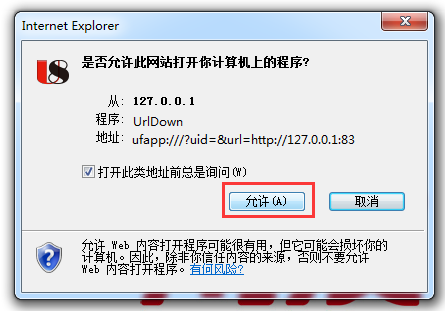 Internet Explorer
是否允许此网站打开你计算机上的程序?
从: 127.0.0.1
程序: UrlDown
地址: ufapp:///?uid=&url=http://127.0.0.1:83
打开此类地址前总是询问(W)
允许(A)
取消
允许 Web 内容打开程序可能很有用，但它可能会损坏你的
计算机。因此，除非你信任内容的来源，否则不要允许
Web 内容打开程序。有何风险?